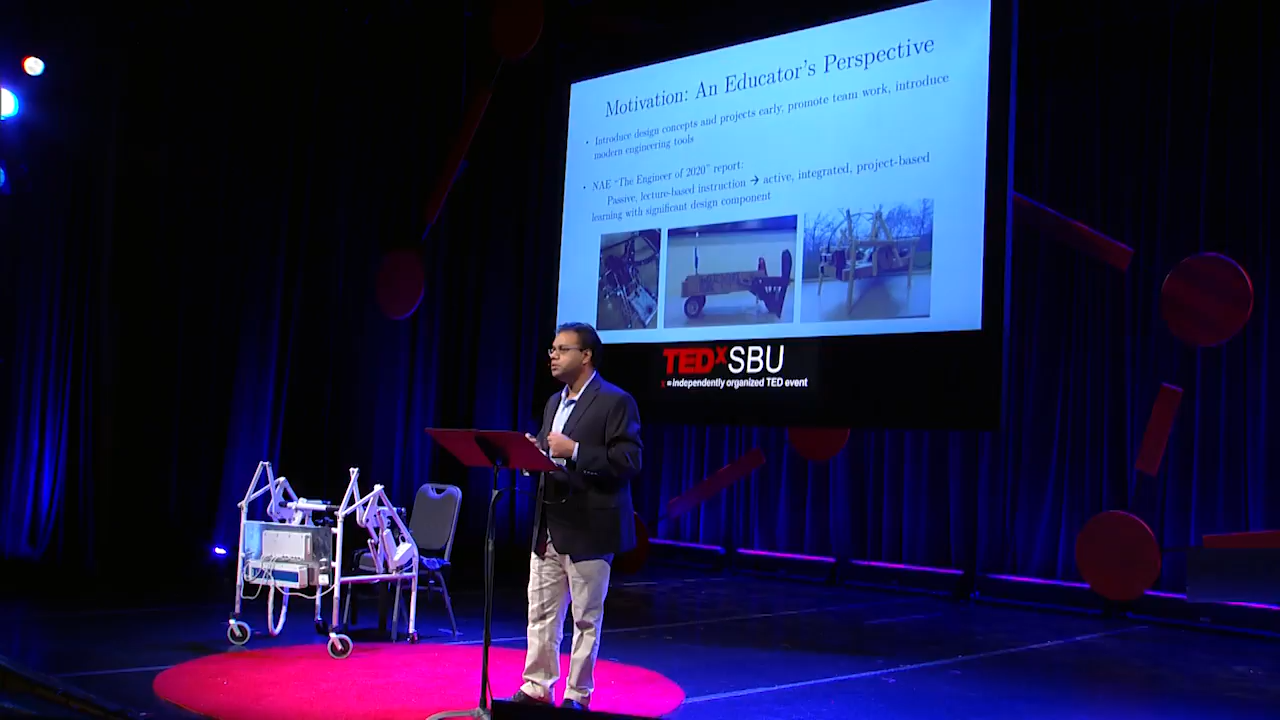 Motivation: An Educator's Perspective
• Introduce design concepts and projects early, promote team work, introduce
modern engineering tools
• NAE "The Engineer of 2020" report:
Passive, lecture-based instruction → active, integrated, project-based
learning with significant design component
TEDxSBU
x = independently organized TED event